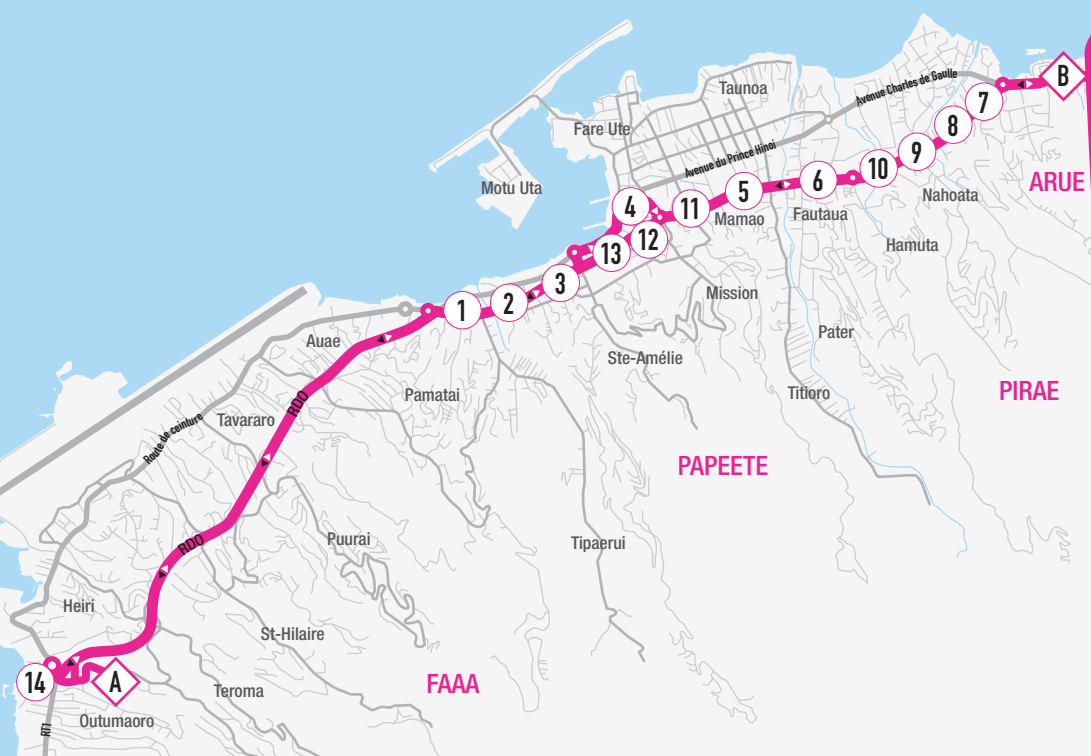 Taunoa
Avenue Charles de Gaulle
B
7
Fare Ute
8
Avenue du Prince Hinoi
9
10
ARUE
Motu Uta
5
6
Nahoata
4
11
Mamao
Fautaua
12
Hamuta
13
3
Mission
2
1
Pater
Auae
Ste-Amélie
RDO
Pamatai
Titioro
PIRAE
Tavararo
Route de ceinture
PAPEETE
RDO
Puurai
Tipaerui
Heiri
St-Hilaire
14
A
FAAA
Teroma
Outumaoro
RT1